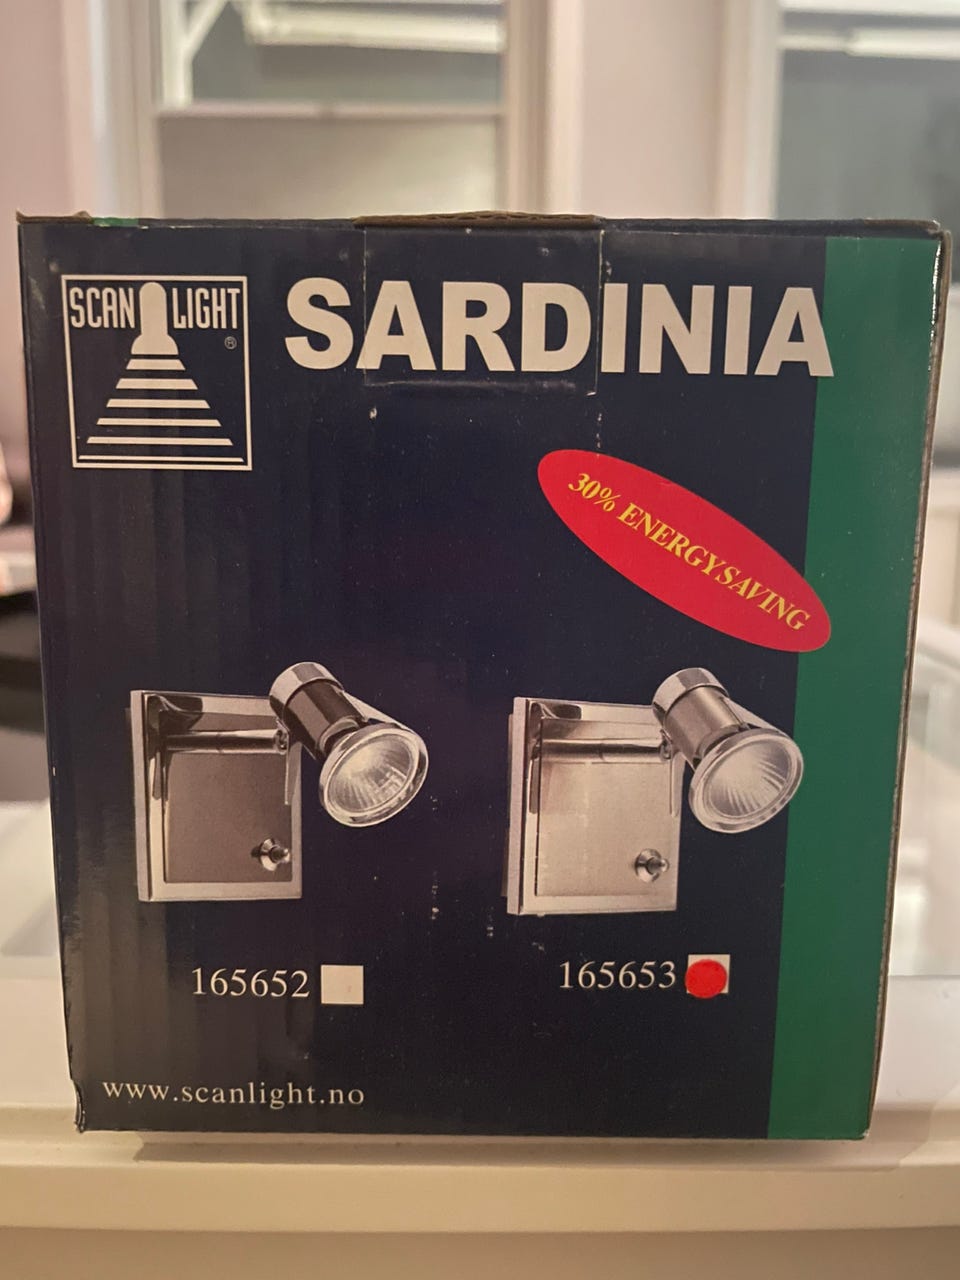 SCAN LIGHT
®
SARDINIA
30% ENERGYSAVING
165652
165653
www.scanlight.no